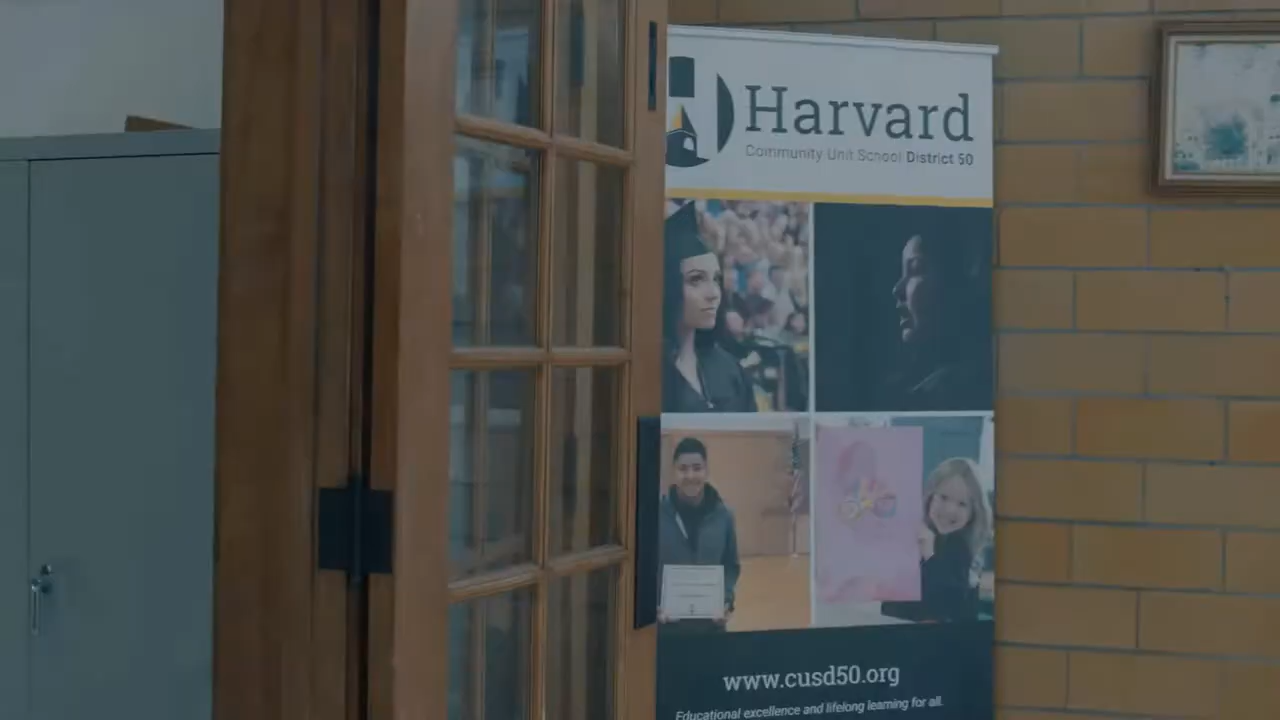 Harvard
Community Unit School District 50
www.cusd50.org
Educational excellence and lifelong learning for all.